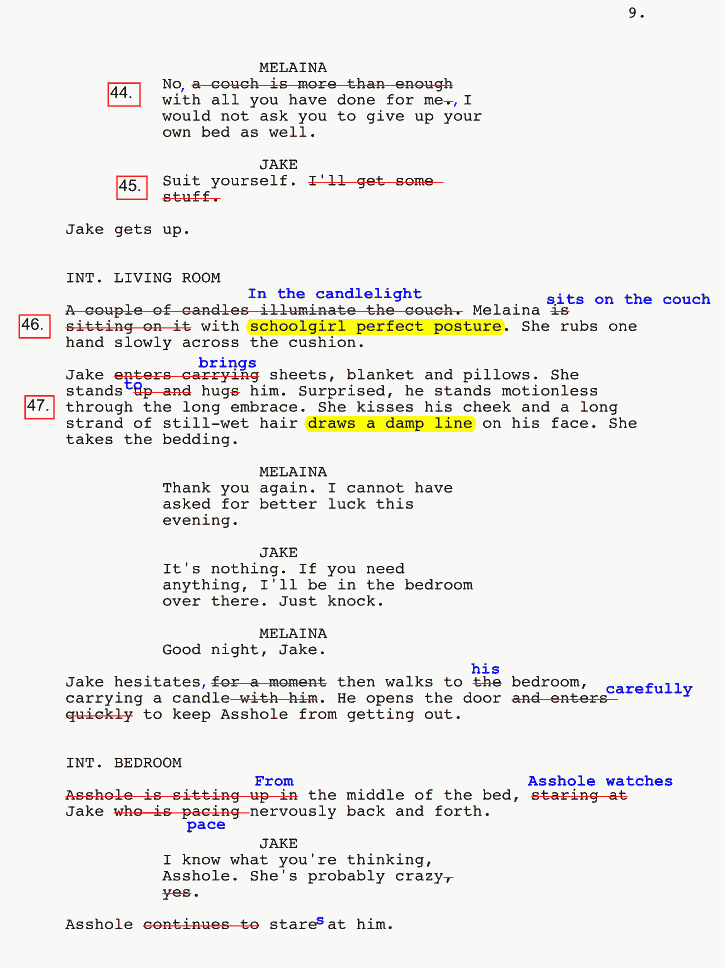 9.
MELAINA
44.
No, a couch is more than enough
with all you have done for me., I
would not ask you to give up your
own bed as well.
JAKE
45.
Suit yourself. I'll get some
stuff.
Jake gets up.
INT. LIVING ROOM
In the candlelight
sits on the couch
A couple of candles illuminate the couch. Melaina is
46.
sitting on it with schoolgirl perfect posture. She rubs one
hand slowly across the cushion.
brings
Jake enters carrying sheets, blanket and pillows. She
to
stands up and hugs him. Surprised, he stands motionless
47.
through the long embrace. She kisses his cheek and a long
strand of still-wet hair draws a damp line on his face. She
takes the bedding.
MELAINA
Thank you again. I cannot have
asked for better luck this
evening.
JAKE
It's nothing. If you need
anything, I'll be in the bedroom
over there. Just knock.
MELAINA
Good night, Jake.
his
Jake hesitates, for a moment then walks to the bedroom,
carefully
carrying a candle with him. He opens the door and enters
quickly to keep Asshole from getting out.
INT. BEDROOM
From
Asshole watches
Asshole is sitting up in the middle of the bed, staring at
Jake who is pacing nervously back and forth.
pace
JAKE
I know what you're thinking,
Asshole. She's probably crazy,
yes.
Asshole continues to stares at him.